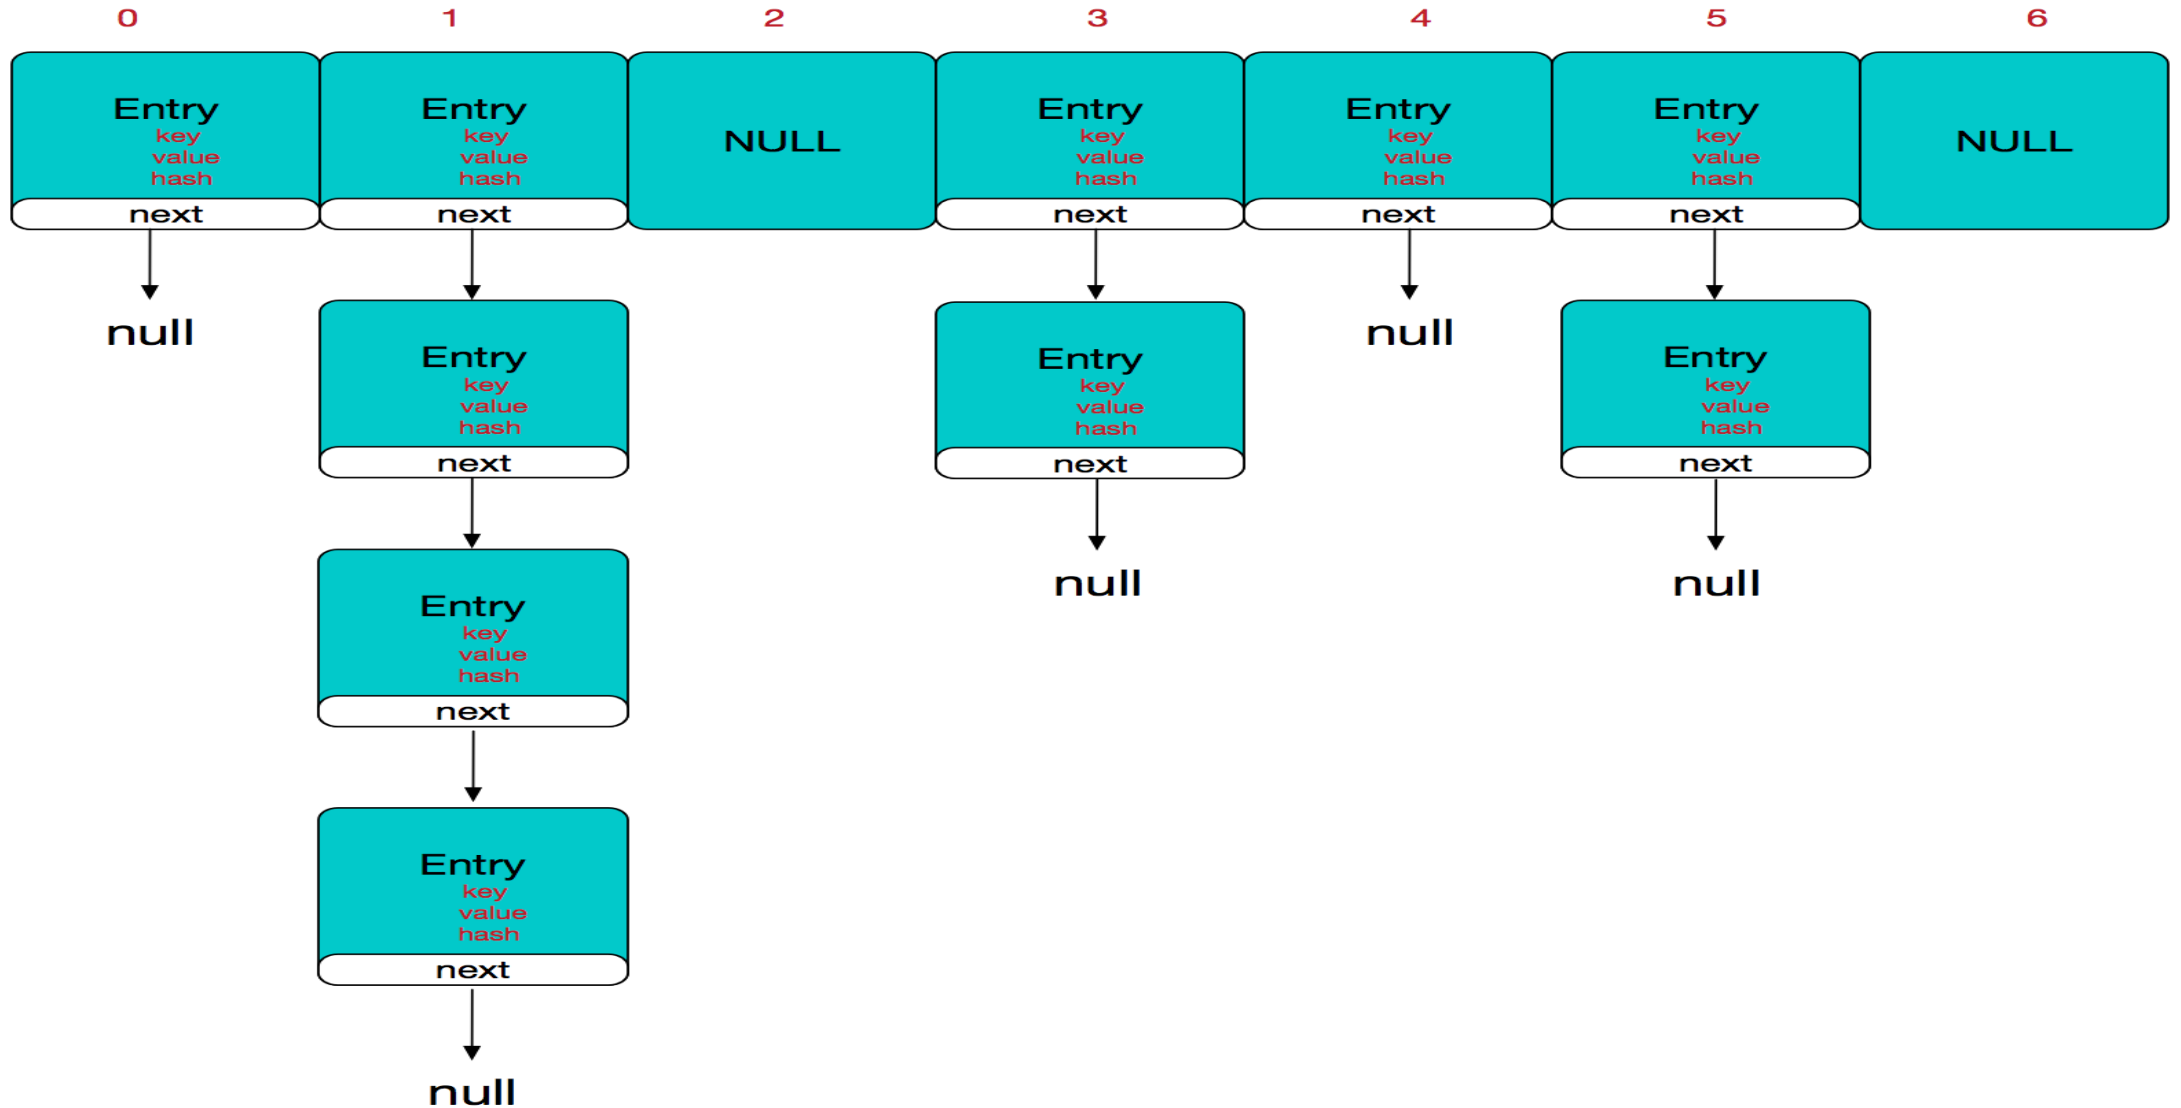 0 1 2 3 4 5 6
Entry Entry NULL Entry Entry Entry NULL
key key key key key
value value value value value
hash hash hash hash hash
next next next next next
null null
Entry Entry Entry
key key key
value value value
hash hash hash
next next next
null null
Entry
key
value
hash
next
Entry
key
value
hash
next
null